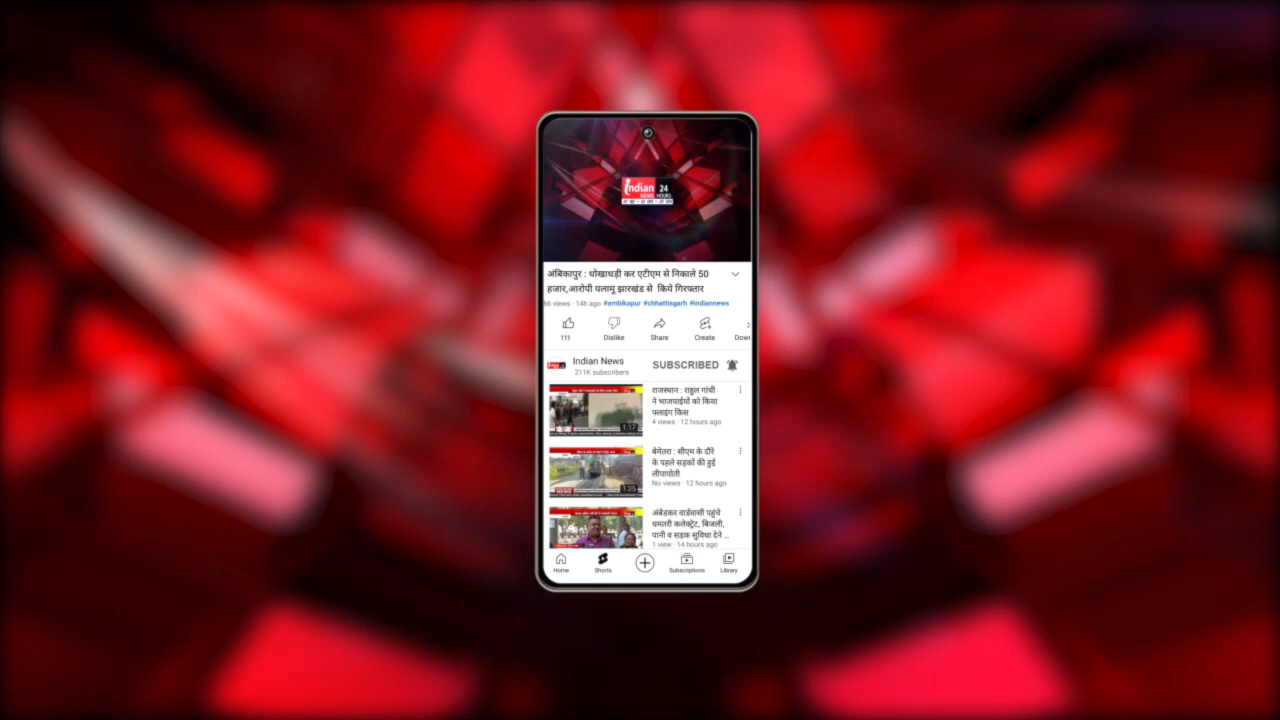 Indian
NEWS
24
HOURS
अंबिकापुर : धोखाधड़ी कर एटीएम से निकाले 50
हजार,आरोपी पलामू झारखंड से किये गिरफ्तार
66 views · 14h ago #ambikapur #chhattisgarh #indiannews
111
Dislike
Share
Create
Indian News
211K subscribers
SUBSCRIBED
राजस्थान : राहुल गांधी
ने भाजपाईयों को किया
फ्लाइंग किस
4 views · 12 hours ago
1:17
बेमेतरा : सीएम के दौरे
के पहले सड़कों की हुई
लीपापोती
No views · 12 hours ago
1:25
अंबेडकर वार्डवासी पहुंचे
धमतरी कलेक्ट्रेट, बिजली,
पानी व सड़क सुविधा देने ...
1 view · 14 hours ago
Home
Shorts
Subscriptions
Library